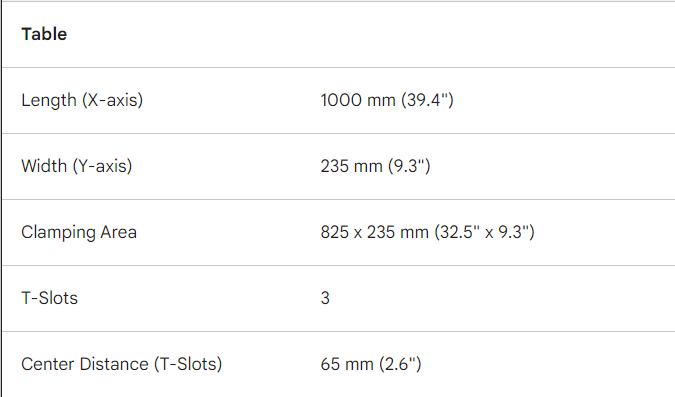 Table
Length (X-axis) 1000 mm (39.4")
Width (Y-axis) 235 mm (9.3")
Clamping Area 825 x 235 mm (32.5" x 9.3")
T-Slots 3
Center Distance (T-Slots) 65 mm (2.6")